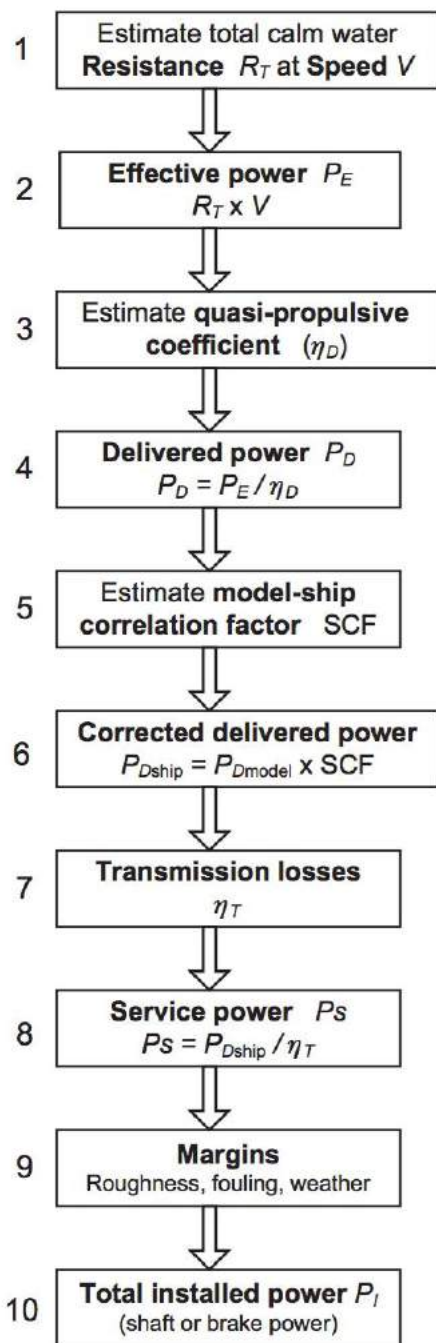 1
Estimate total calm water
Resistance R_T at Speed V
2
Effective power P_E
R_T x V
3
Estimate quasi-propulsive
coefficient (η_D)
4
Delivered power P_D
P_D = P_E / η_D
5
Estimate model-ship
correlation factor SCF
6
Corrected delivered power
P_Dship = P_Dmodel x SCF
7
Transmission losses
η_T
8
Service power Ps
Ps = P_Dship / η_T
9
Margins
Roughness, fouling, weather
10
Total installed power P_I
(shaft or brake power)